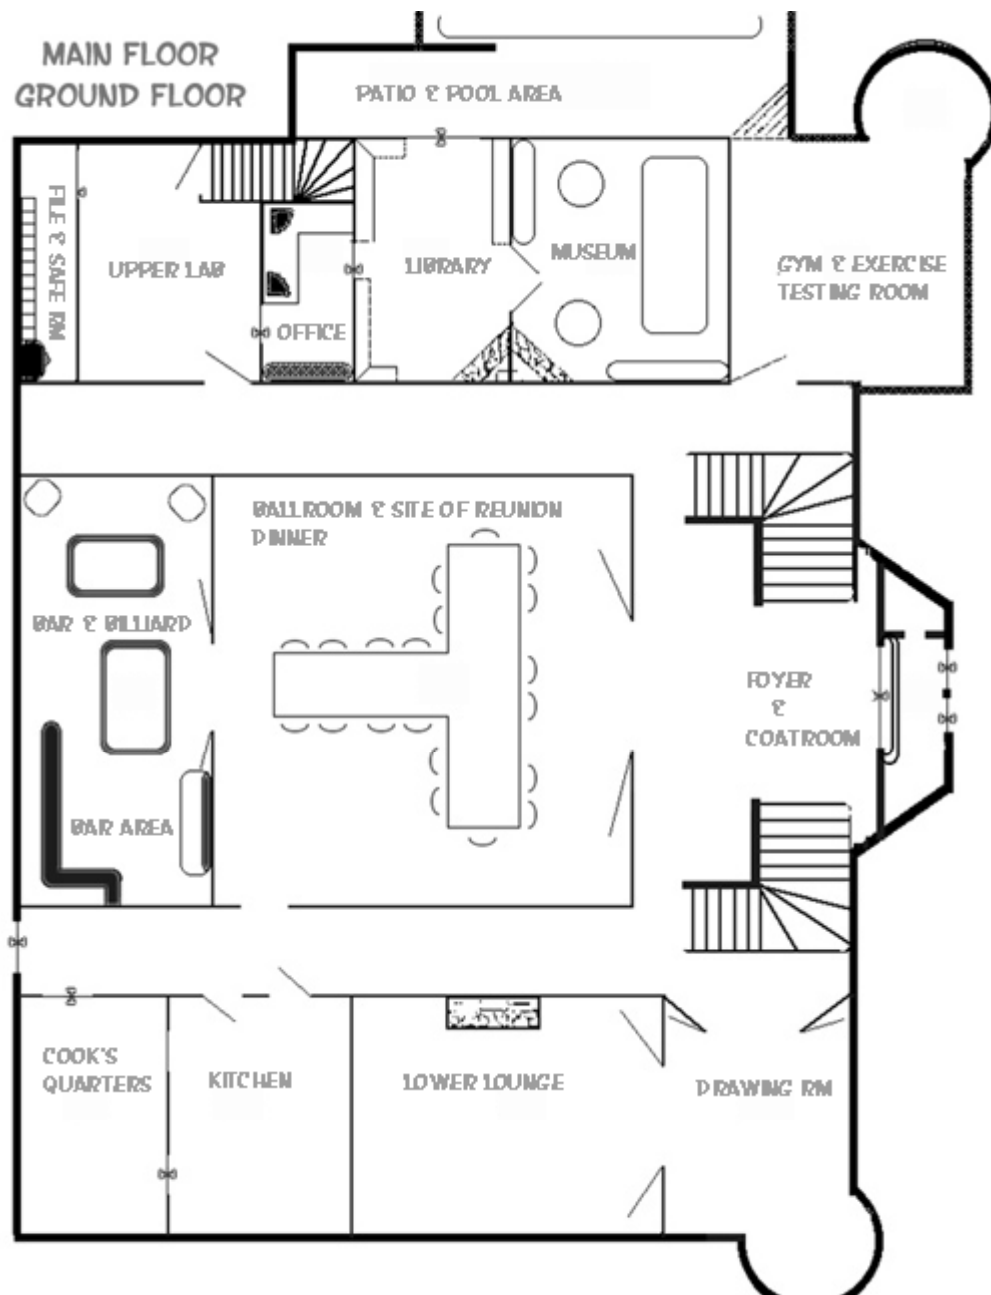 MAIN FLOOR
GROUND FLOOR
PATIO & POOL AREA
FILE & SAFE RM
UPPER LAB
OFFICE
LIBRARY
MUSEUM
GYM & EXERCISE
TESTING ROOM
BALLROOM & SITE OF REUNION
DINNER
BAR & BILLIARD
BAR AREA
FOYER
&
COATROOM
COOK'S
QUARTERS
KITCHEN
LOWER LOUNGE
DRAWING RM